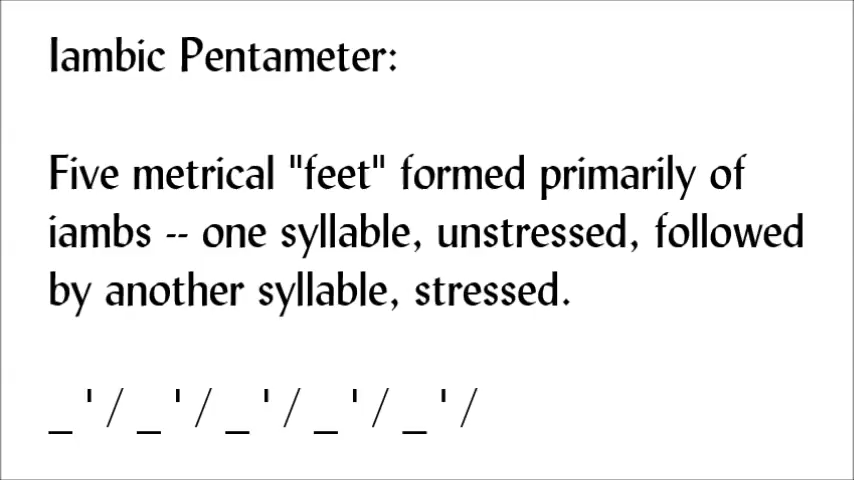 Iambic Pentameter:
Five metrical "feet" formed primarily of
iambs -- one syllable, unstressed, followed
by another syllable, stressed.
_ ' / _ ' / _ ' / _ ' / _ ' /